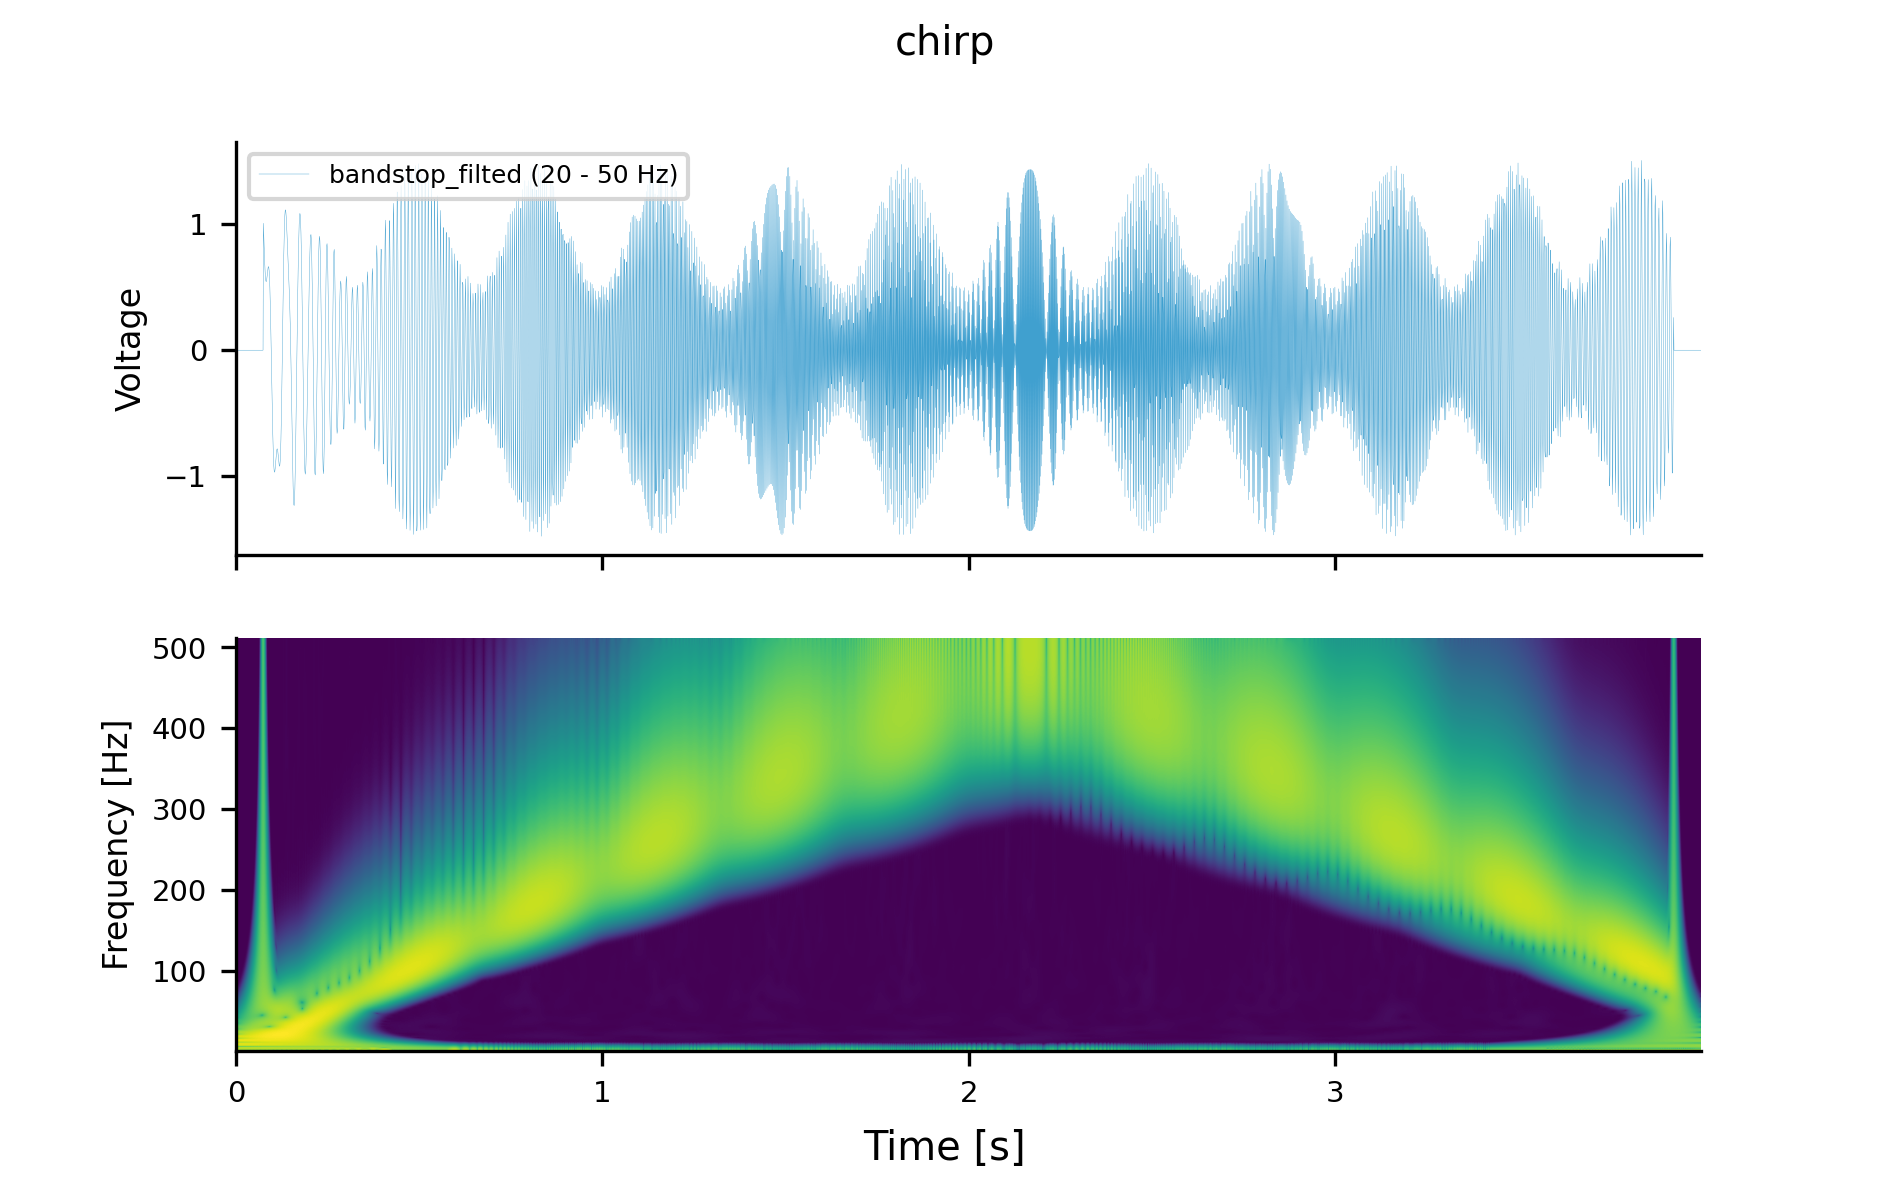 chirp
bandstop_filted (20 - 50 Hz)
1
0
−1
Voltage
500
400
300
200
100
Frequency [Hz]
0 1 2 3
Time [s]